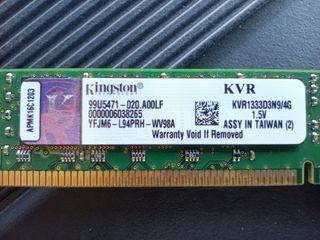 APMK16C1203
Kingston
KVR
99U5471-020.A00LF
KVR1333D3N9/4G
0000006038265
1.5V
YFJM6-L94PRH-WV98A
ASSY IN TAIWAN (2)
Warranty Void If Removed